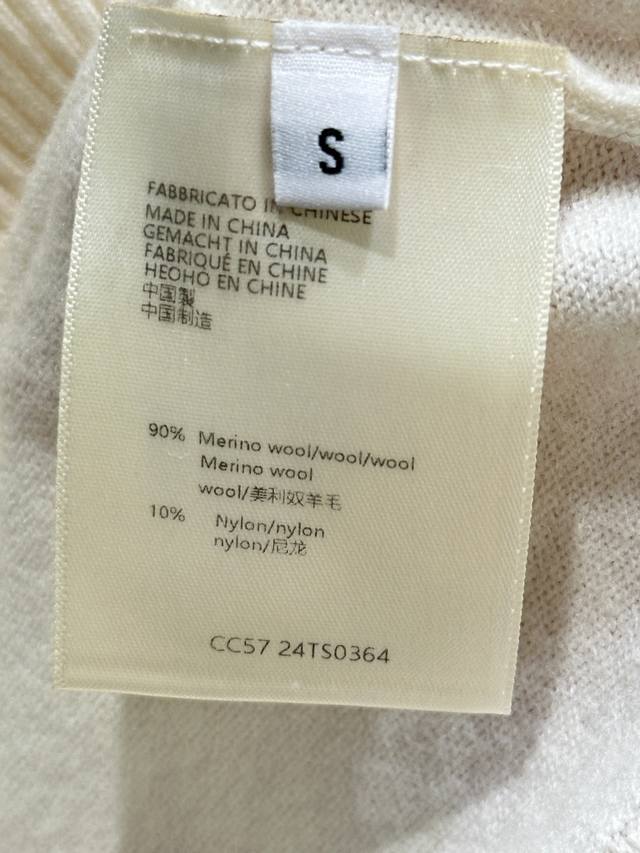 S
FABBRICATO IN CHINESE
MADE IN CHINA
GEMACHT IN CHINA
FABRIQUÉ EN CHINE
HEOHO EN CHINE
中国製
中国制造
90% Merino wool/wool/wool
Merino wool
wool/美利奴羊毛
10% Nylon/nylon
nylon/尼龙
CC57 24TS0364